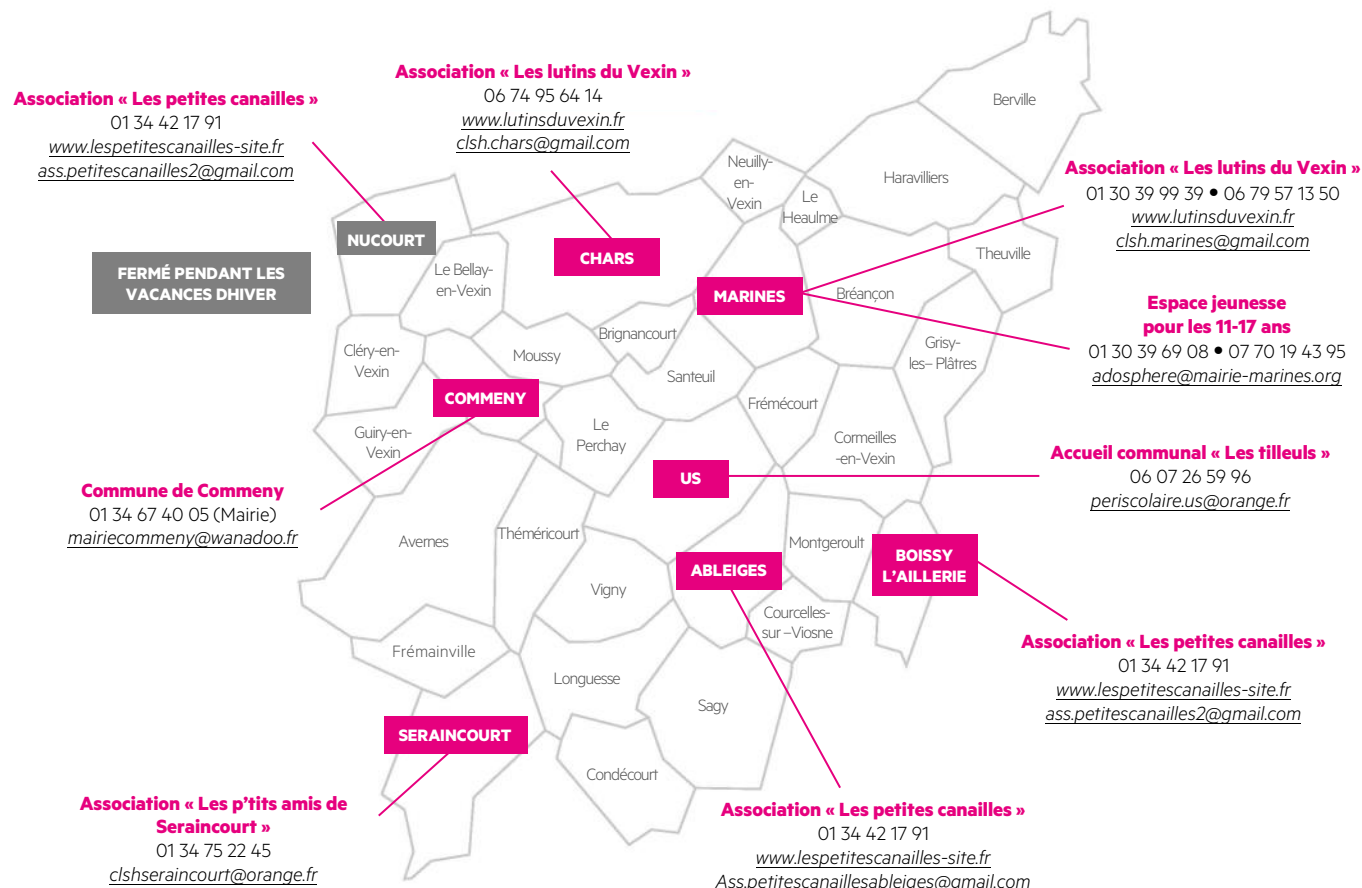 Association « Les lutins du Vexin »
06 74 95 64 14
www.lutinsduvexin.fr
clsh.chars@gmail.com
Association « Les petites canailles »
01 34 42 17 91
www.lespetitescanailles-site.fr
ass.petitescanailles2@gmail.com
Berville
Neuilly-
en-
Vexin
Haravilliers
Le
Heaulme
Association « Les lutins du Vexin »
01 30 39 99 39 • 06 79 57 13 50
www.lutinsduvexin.fr
clsh.marines@gmail.com
NUCOURT
FERMÉ PENDANT LES
VACANCES DHIVER
Le Bellay-
en-Vexin
CHARS
MARINES
Bréançon
Theuville
Espace jeunesse
pour les 11-17 ans
01 30 39 69 08 • 07 70 19 43 95
adosphere@mairie-marines.org
Cléry-en-
Vexin
Moussy
Brignancourt
Santeuil
Grisy-
les– Plâtres
COMMENY
Frémécourt
Guiry-en-
Vexin
Le
Perchay
Cormeilles
-en-Vexin
US
Accueil communal « Les tilleuls »
06 07 26 59 96
periscolaire.us@orange.fr
Commune de Commeny
01 34 67 40 05 (Mairie)
mairiecommeny@wanadoo.fr
Avernes
Théméricourt
Montgeroult
BOISSY
L’AILLERIE
ABLEIGES
Vigny
Courcelles-
sur –Viosne
Frémainville
Longuesse
Sagy
Association « Les petites canailles »
01 34 42 17 91
www.lespetitescanailles-site.fr
ass.petitescanailles2@gmail.com
SERAINCOURT
Condécourt
Association « Les p’tits amis de
Seraincourt »
01 34 75 22 45
clshseraincourt@orange.fr
Association « Les petites canailles »
01 34 42 17 91
www.lespetitescanailles-site.fr
Ass.petitescanaillesableiges@gmail.com